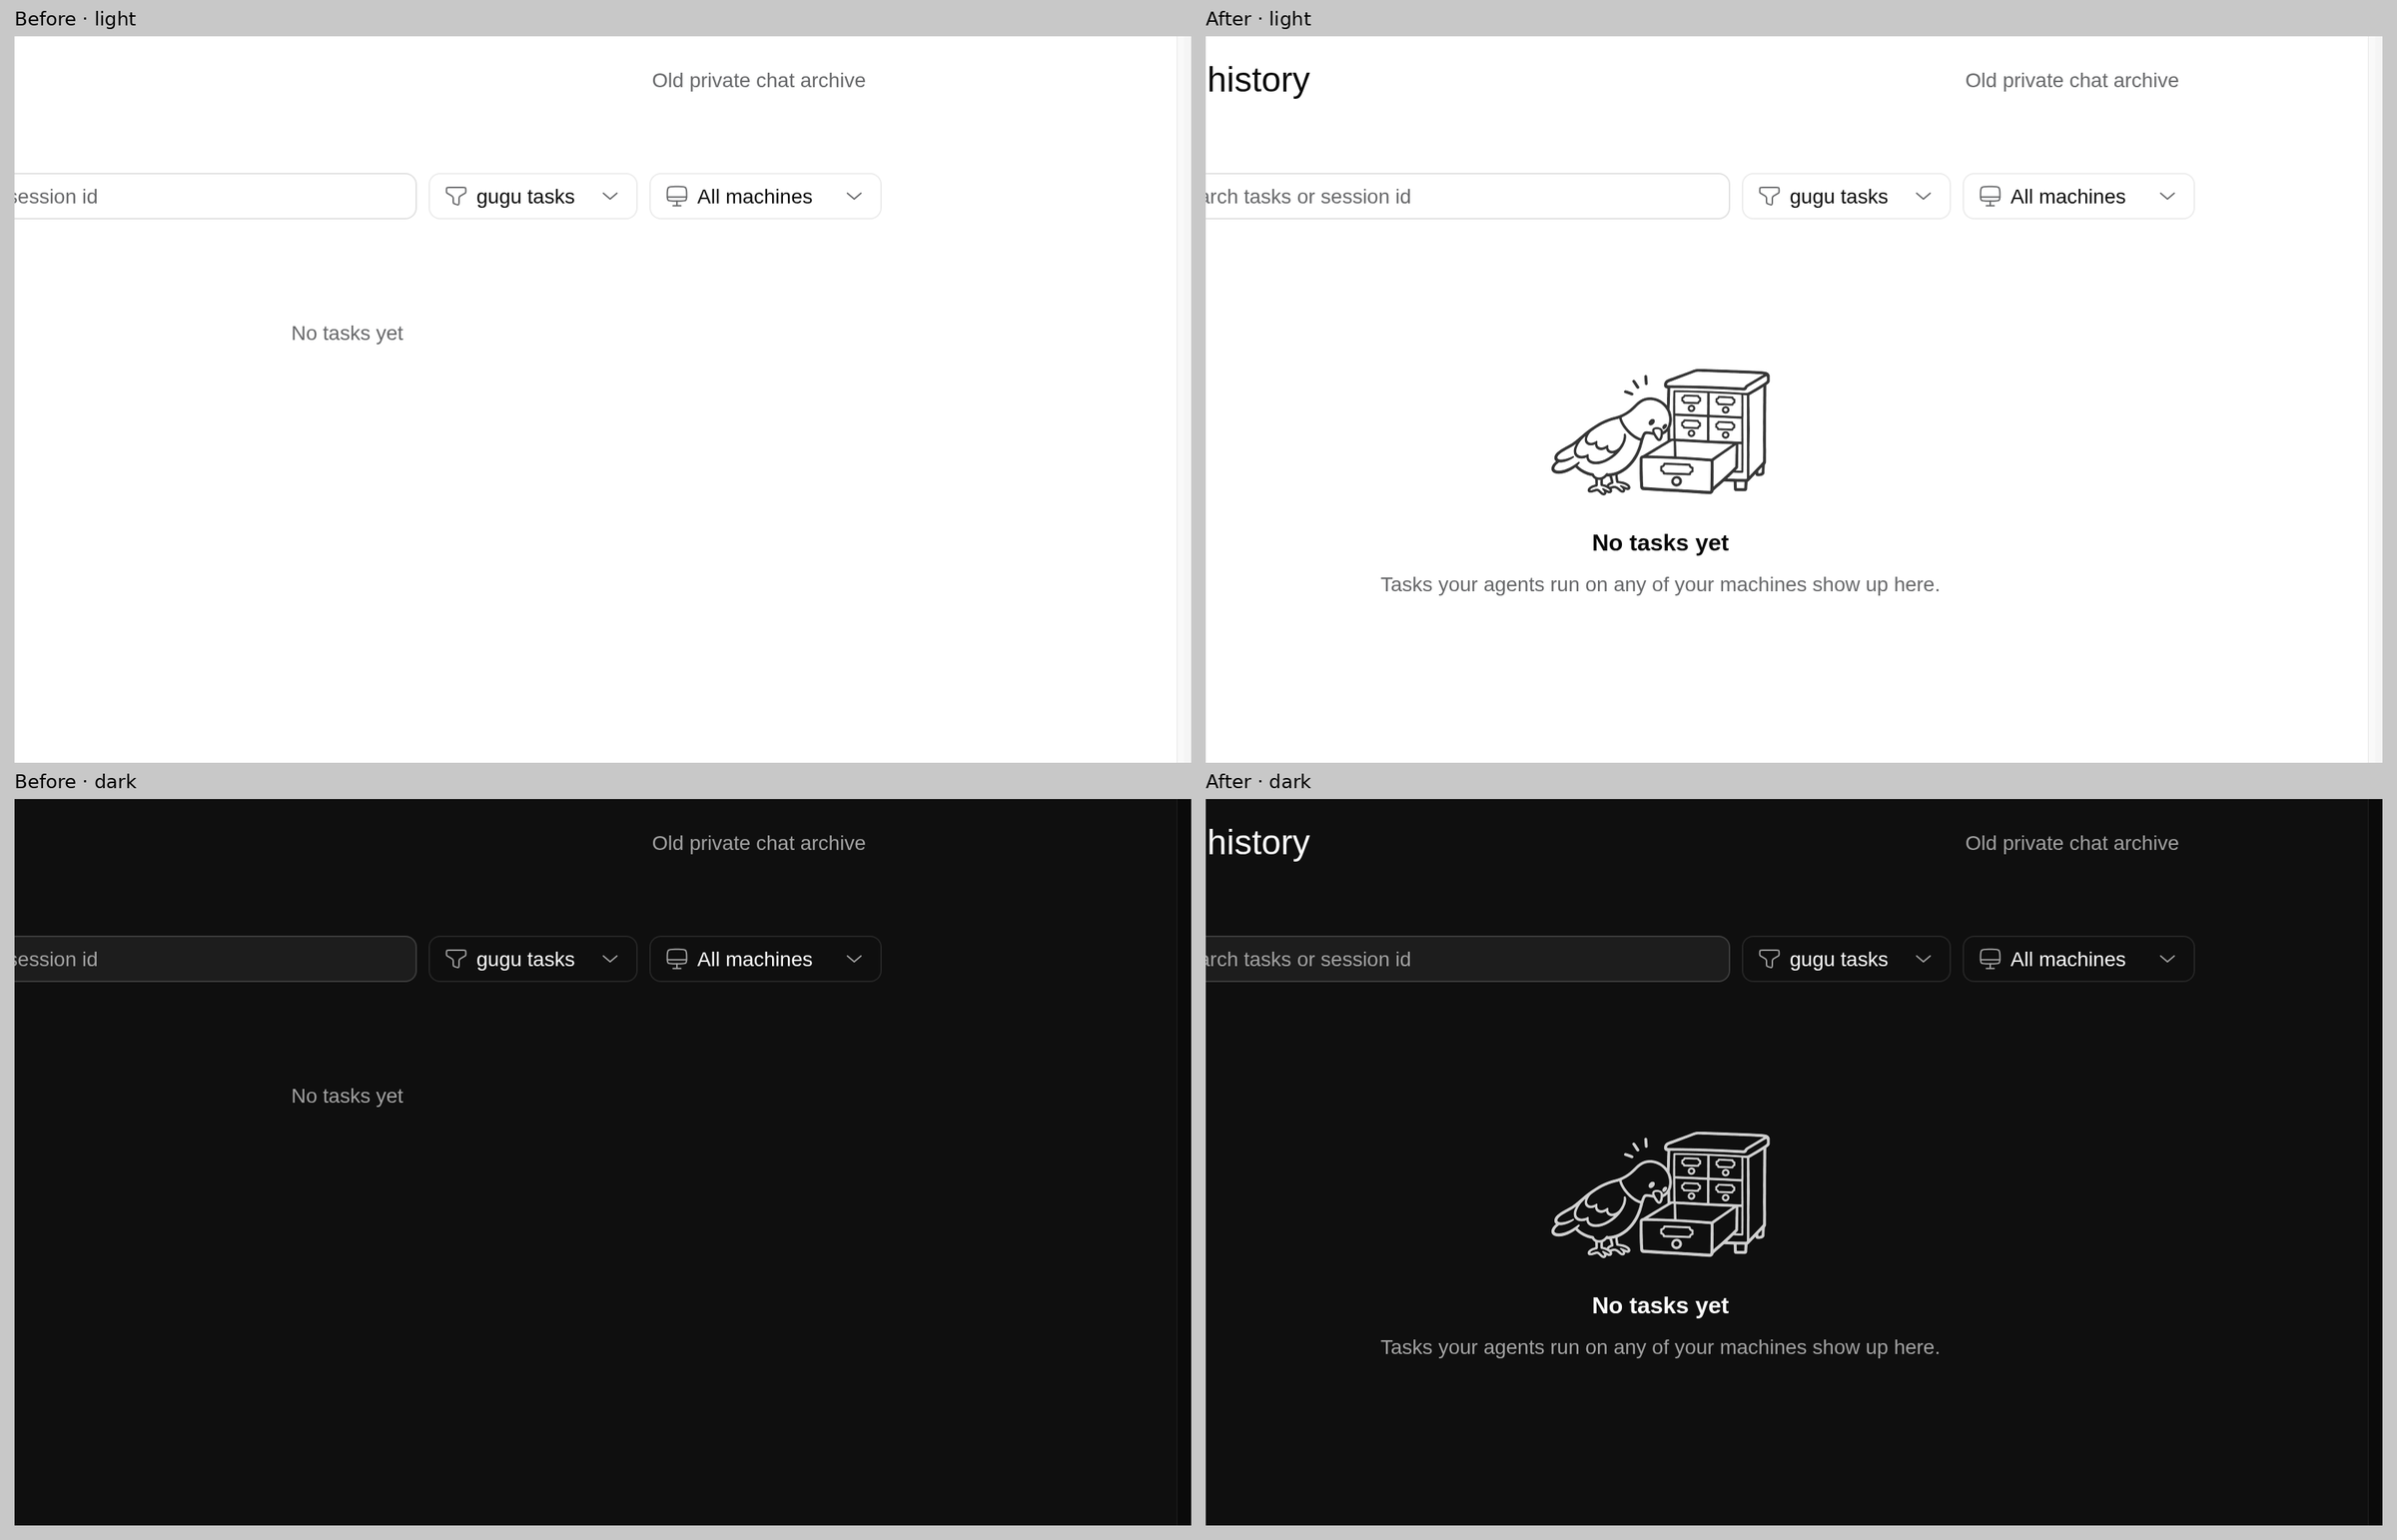 Before · light
Old private chat archive
session id
gugu tasks
All machines
No tasks yet
After · light
history
Old private chat archive
arch tasks or session id
gugu tasks
All machines
No tasks yet
Tasks your agents run on any of your machines show up here.
Before · dark
Old private chat archive
session id
gugu tasks
All machines
No tasks yet
After · dark
history
Old private chat archive
arch tasks or session id
gugu tasks
All machines
No tasks yet
Tasks your agents run on any of your machines show up here.